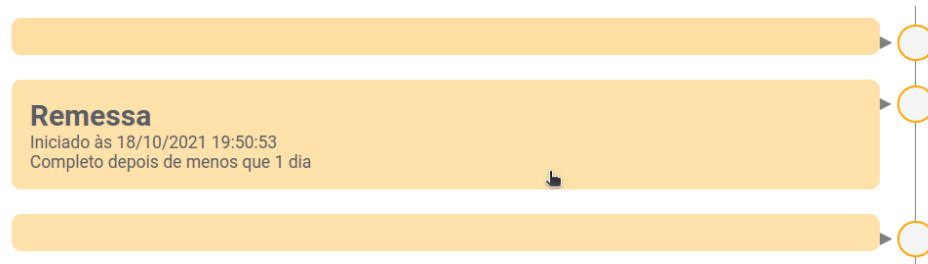 Remessa
Iniciado às 18/10/2021 19:50:53
Completo depois de menos que 1 dia